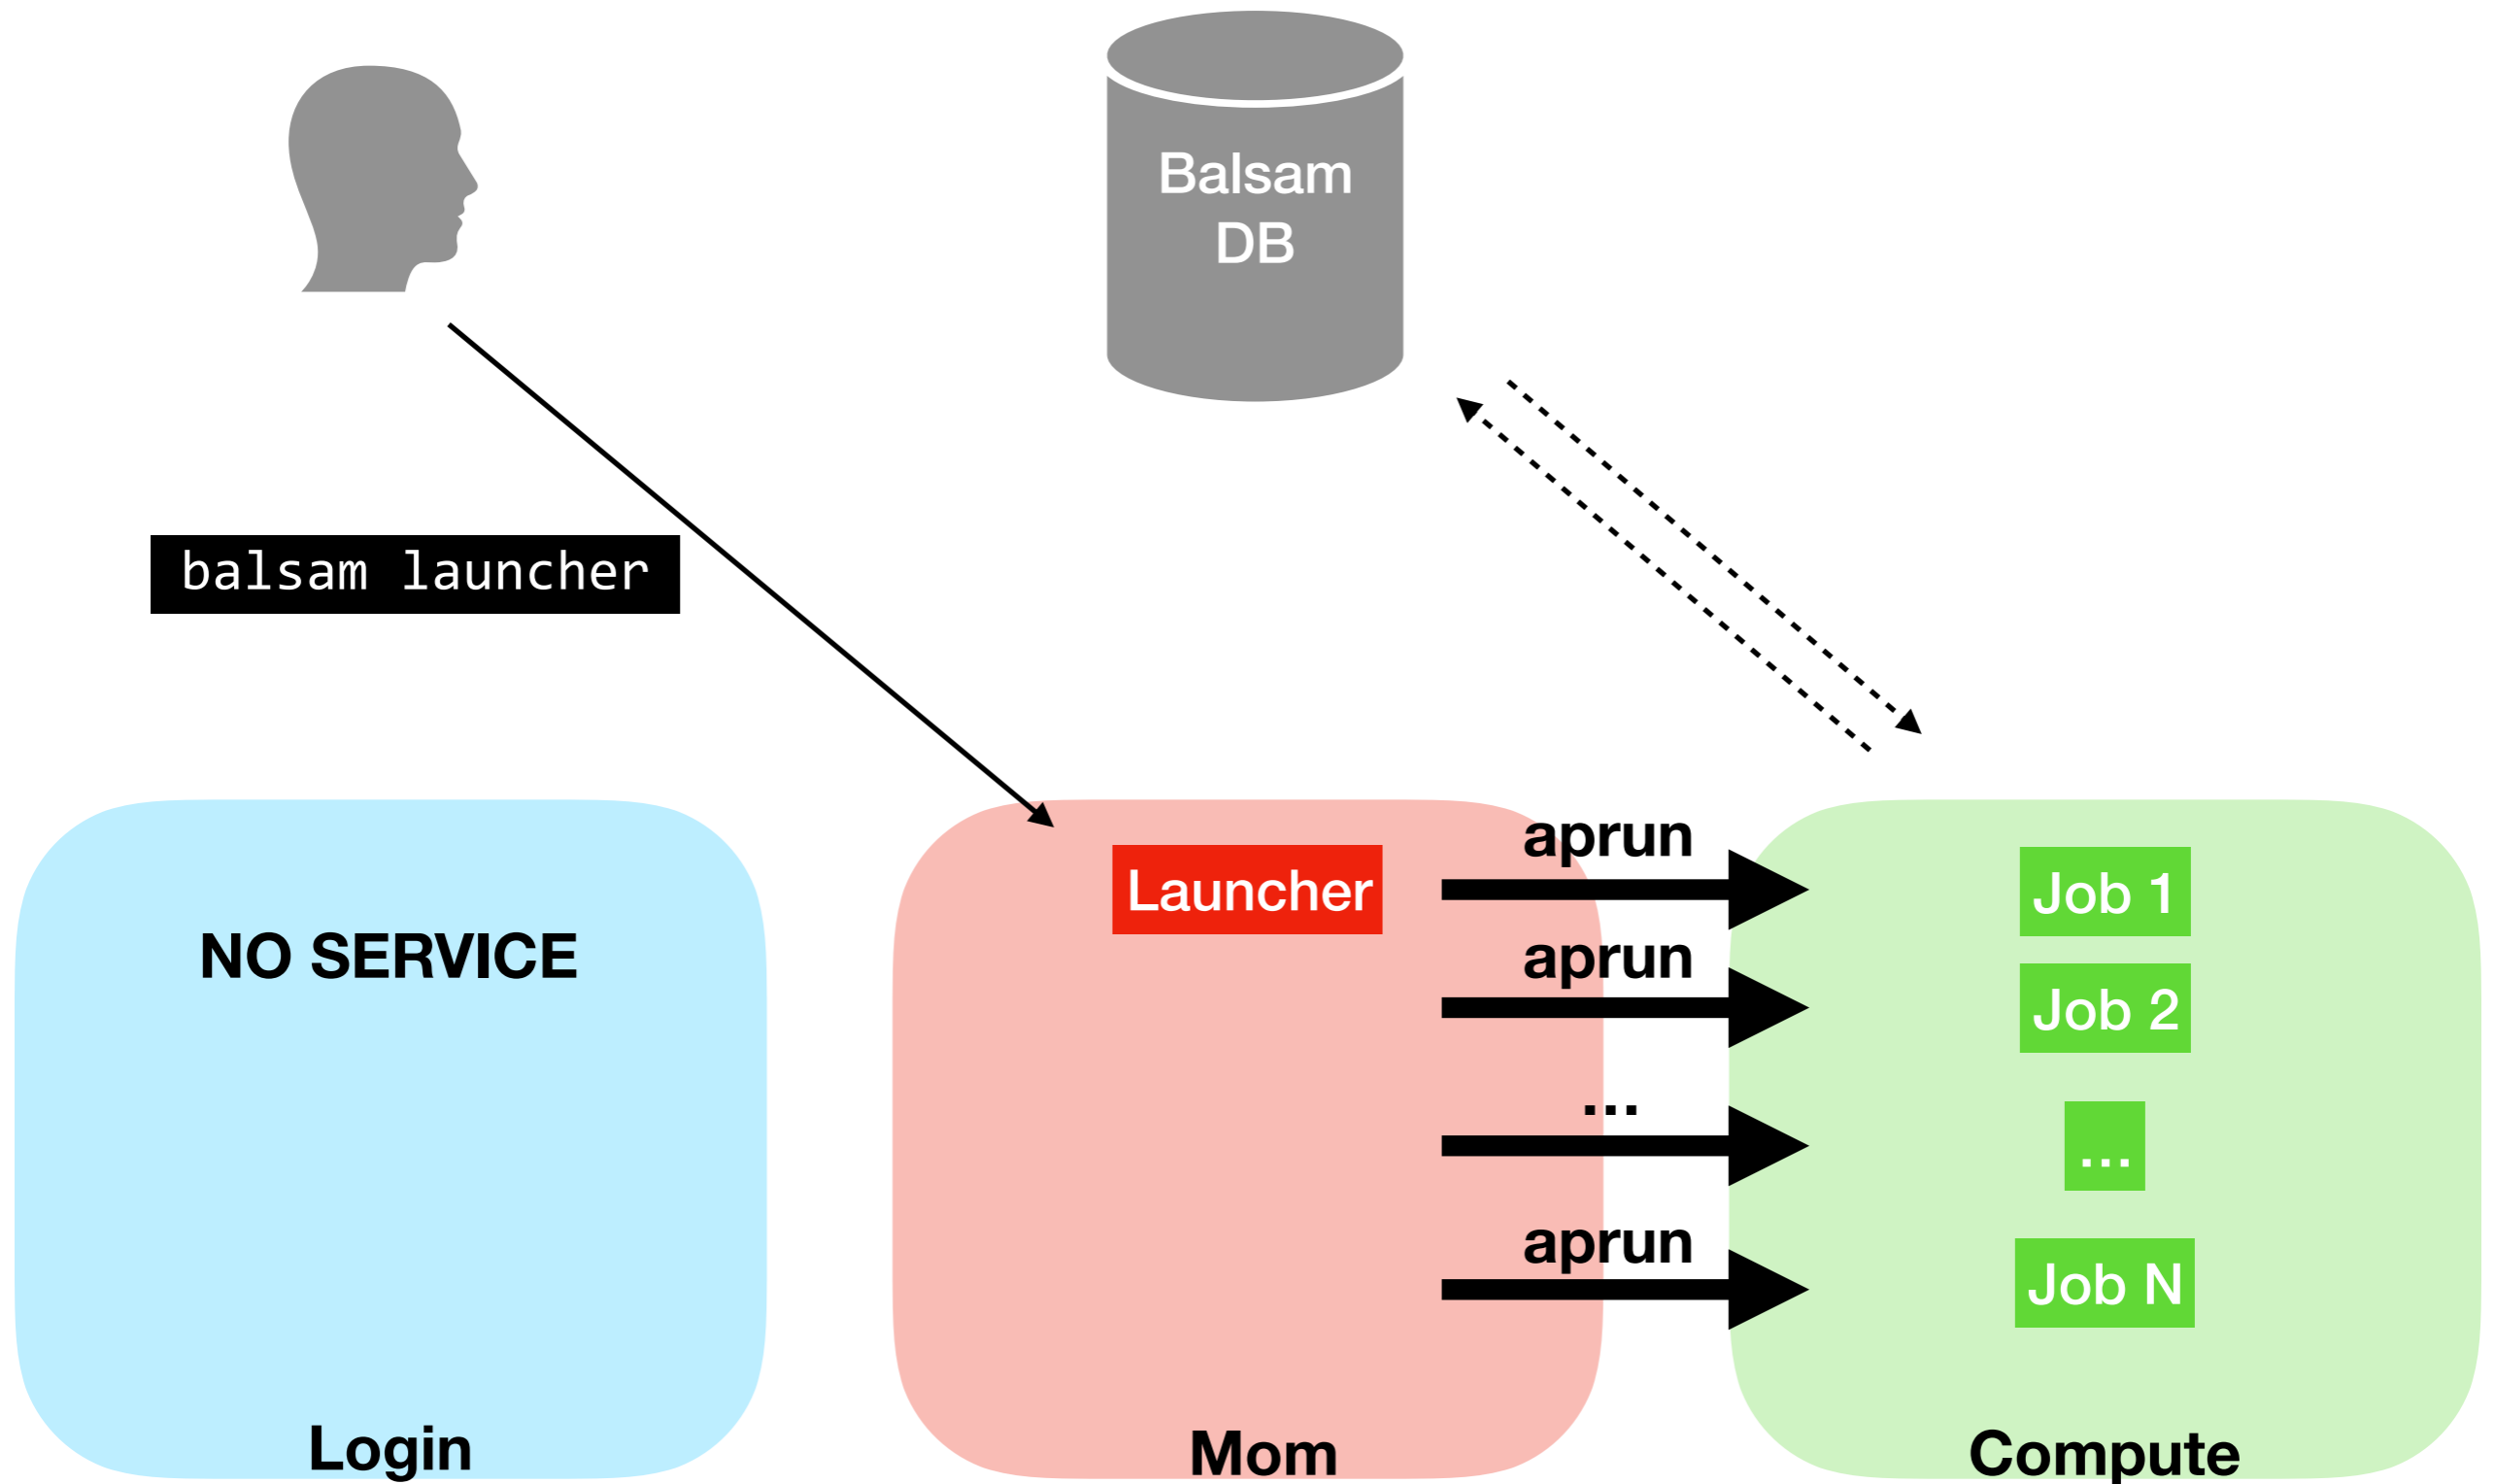 Balsam
DB
balsam launcher
NO SERVICE
Login
Launcher
Mom
aprun
aprun
...
aprun
Job 1
Job 2
...
Job N
Compute